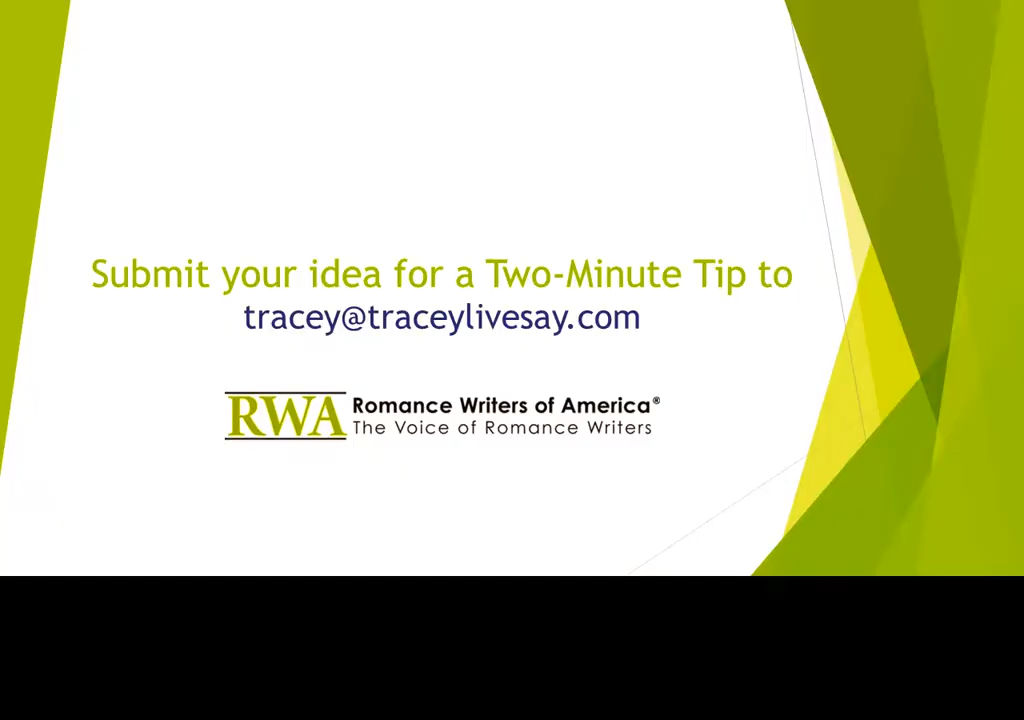 Submit your idea for a Two-Minute Tip to
tracey@traceylivesay.com
RWA Romance Writers of America®
The Voice of Romance Writers